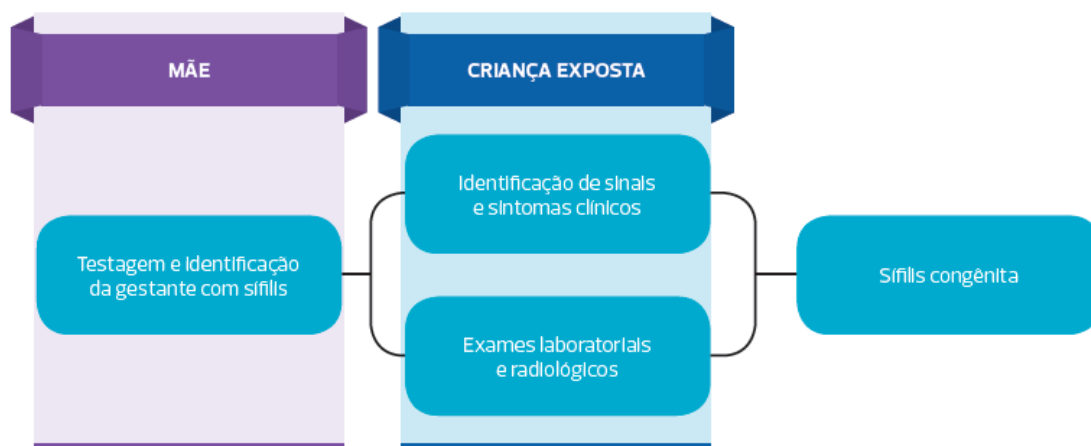 MÃE
CRIANÇA EXPOSTA
Identificação de sinais
e sintomas clínicos
Testagem e identificação
da gestante com sífilis
Sífilis congênita
Exames laboratoriais
e radiológicos